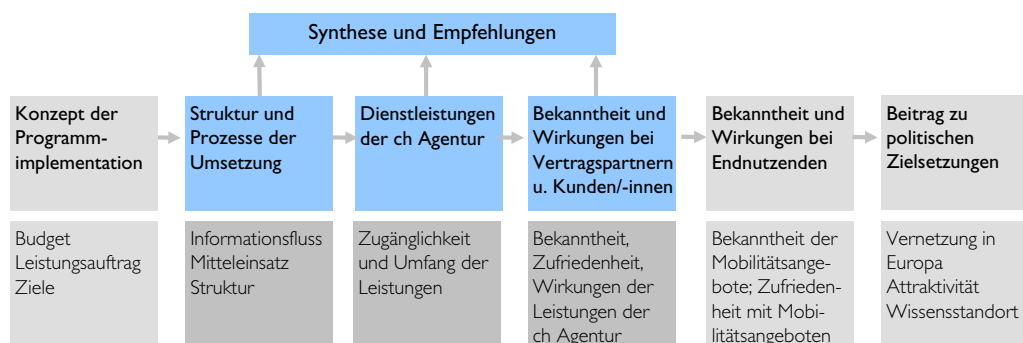 Synthese und Empfehlungen
Konzept der
Programm-
implementation
Struktur und
Prozesse der
Umsetzung
Dienstleistungen
der ch Agentur
Bekanntheit und
Wirkungen bei
Vertragspartnern
u. Kunden/-innen
Bekanntheit und
Wirkungen bei
Endnutzenden
Beitrag zu
politischen
Zielsetzungen
Budget
Leistungsauftrag
Ziele
Informationsfluss
Mitteleinsatz
Struktur
Zugänglichkeit
und Umfang der
Leistungen
Bekanntheit,
Zufriedenheit,
Wirkungen der
Leistungen der
ch Agentur
Bekanntheit der
Mobilitätsange-
bote; Zufrieden-
heit mit Mobi-
litätsangeboten
Vernetzung in
Europa
Attraktivität
Wissensstandort